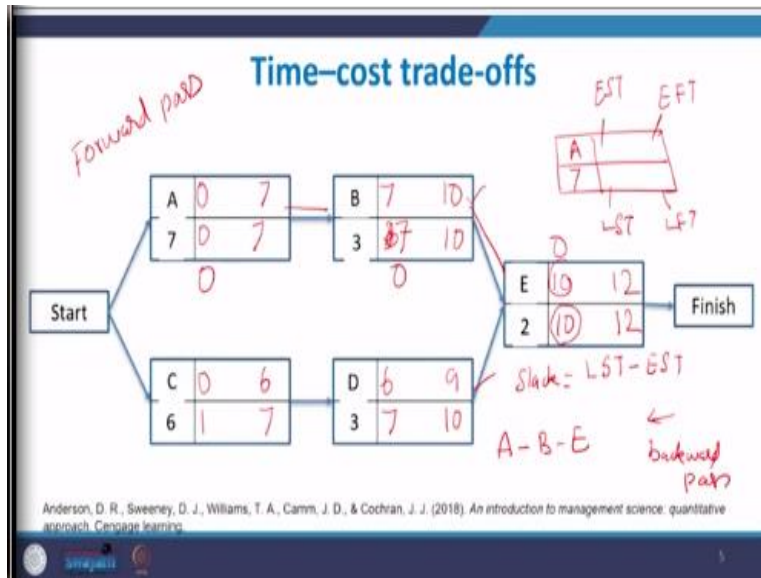 Time–cost trade-offs
Forward pass
EST EFT
A
7
LST LFT
A 0 7
7 0 7
0
B 7 10
3 7 10
0
Start
0
E 10 12
2 10 12
Finish
C 0 6
6 1 7
D 6 9
3 7 10
Slack = LST - EST
A - B - E
backward
pass
Anderson, D. R., Sweeney, D. J., Williams, T. A., Camm, J. D., & Cochran, J. J. (2018). An introduction to management science: quantitative
approach. Cengage learning.
swayam
5